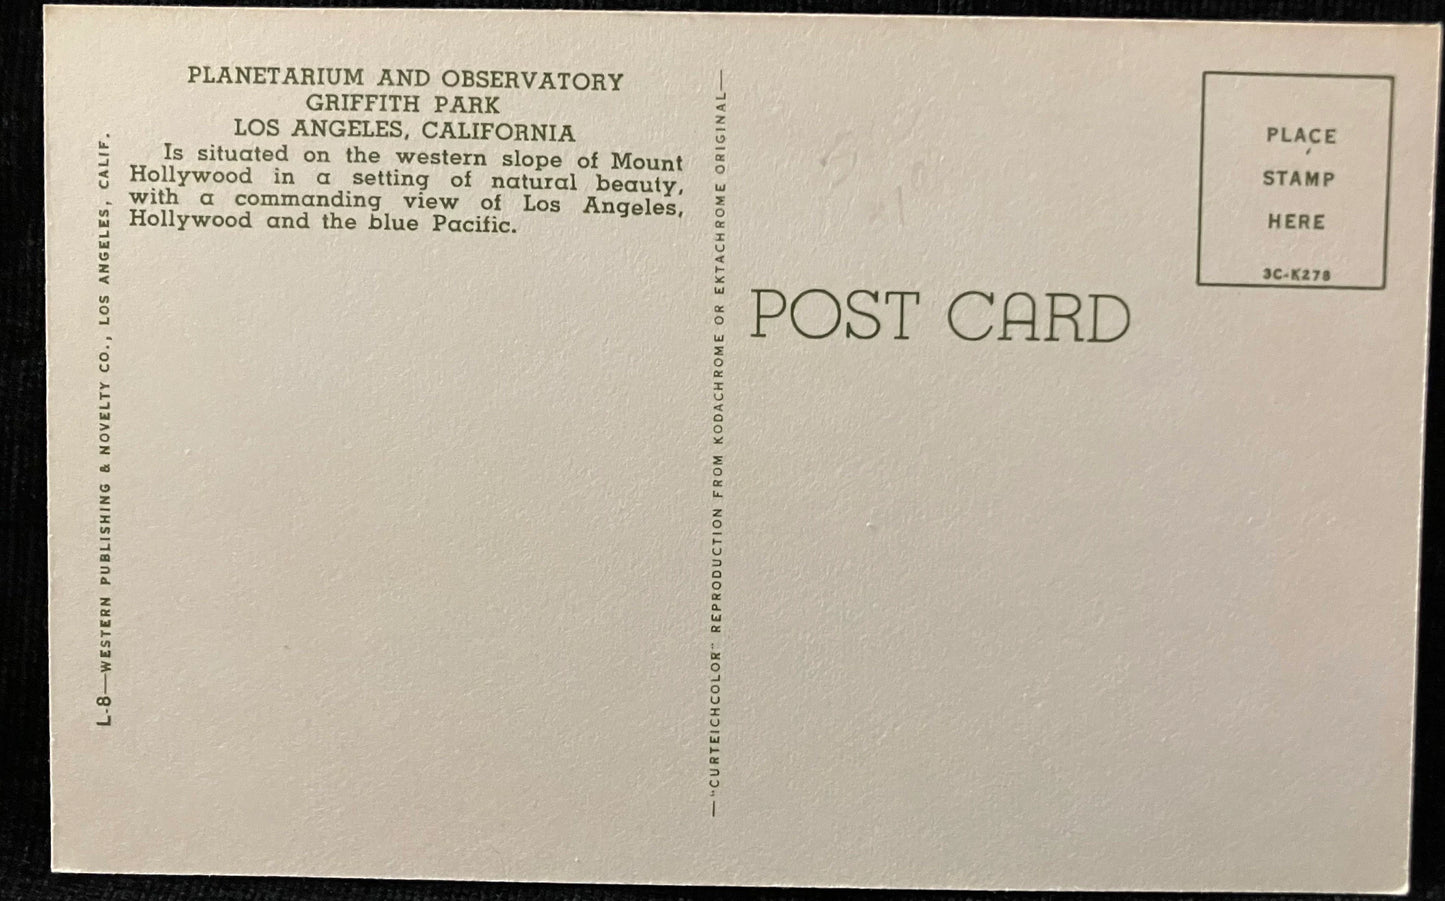 PLANETARIUM AND OBSERVATORY
GRIFFITH PARK
LOS ANGELES, CALIFORNIA
Is situated on the western slope of Mount
Hollywood in a setting of natural beauty,
with a commanding view of Los Angeles,
Hollywood and the blue Pacific.
L-8—WESTERN PUBLISHING & NOVELTY CO., LOS ANGELES, CALIF.
—"CURTEICHCOLOR" REPRODUCTION FROM KODACHROME OR EKTACHROME ORIGINAL—
POST CARD
PLACE
STAMP
HERE
3C-K278